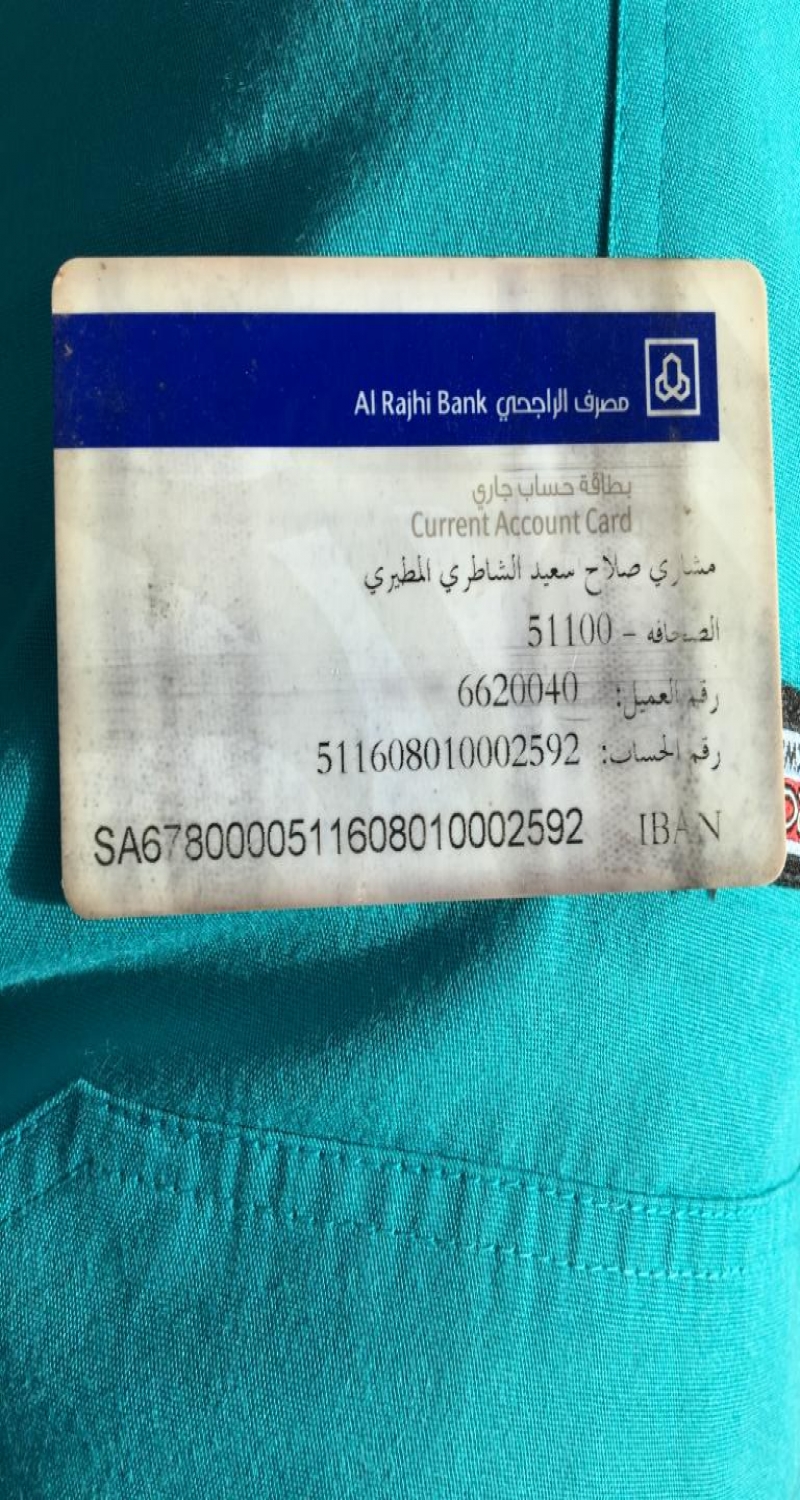 مصرف الراجحي Al Rajhi Bank
بطاقة حساب جاري
Current Account Card
مشاري صلاح سعيد الشاطري المطيري
الصحافه - 51100
رقم العميل: 6620040
رقم الحساب: 511608010002592
IBAN SA6780000511608010002592